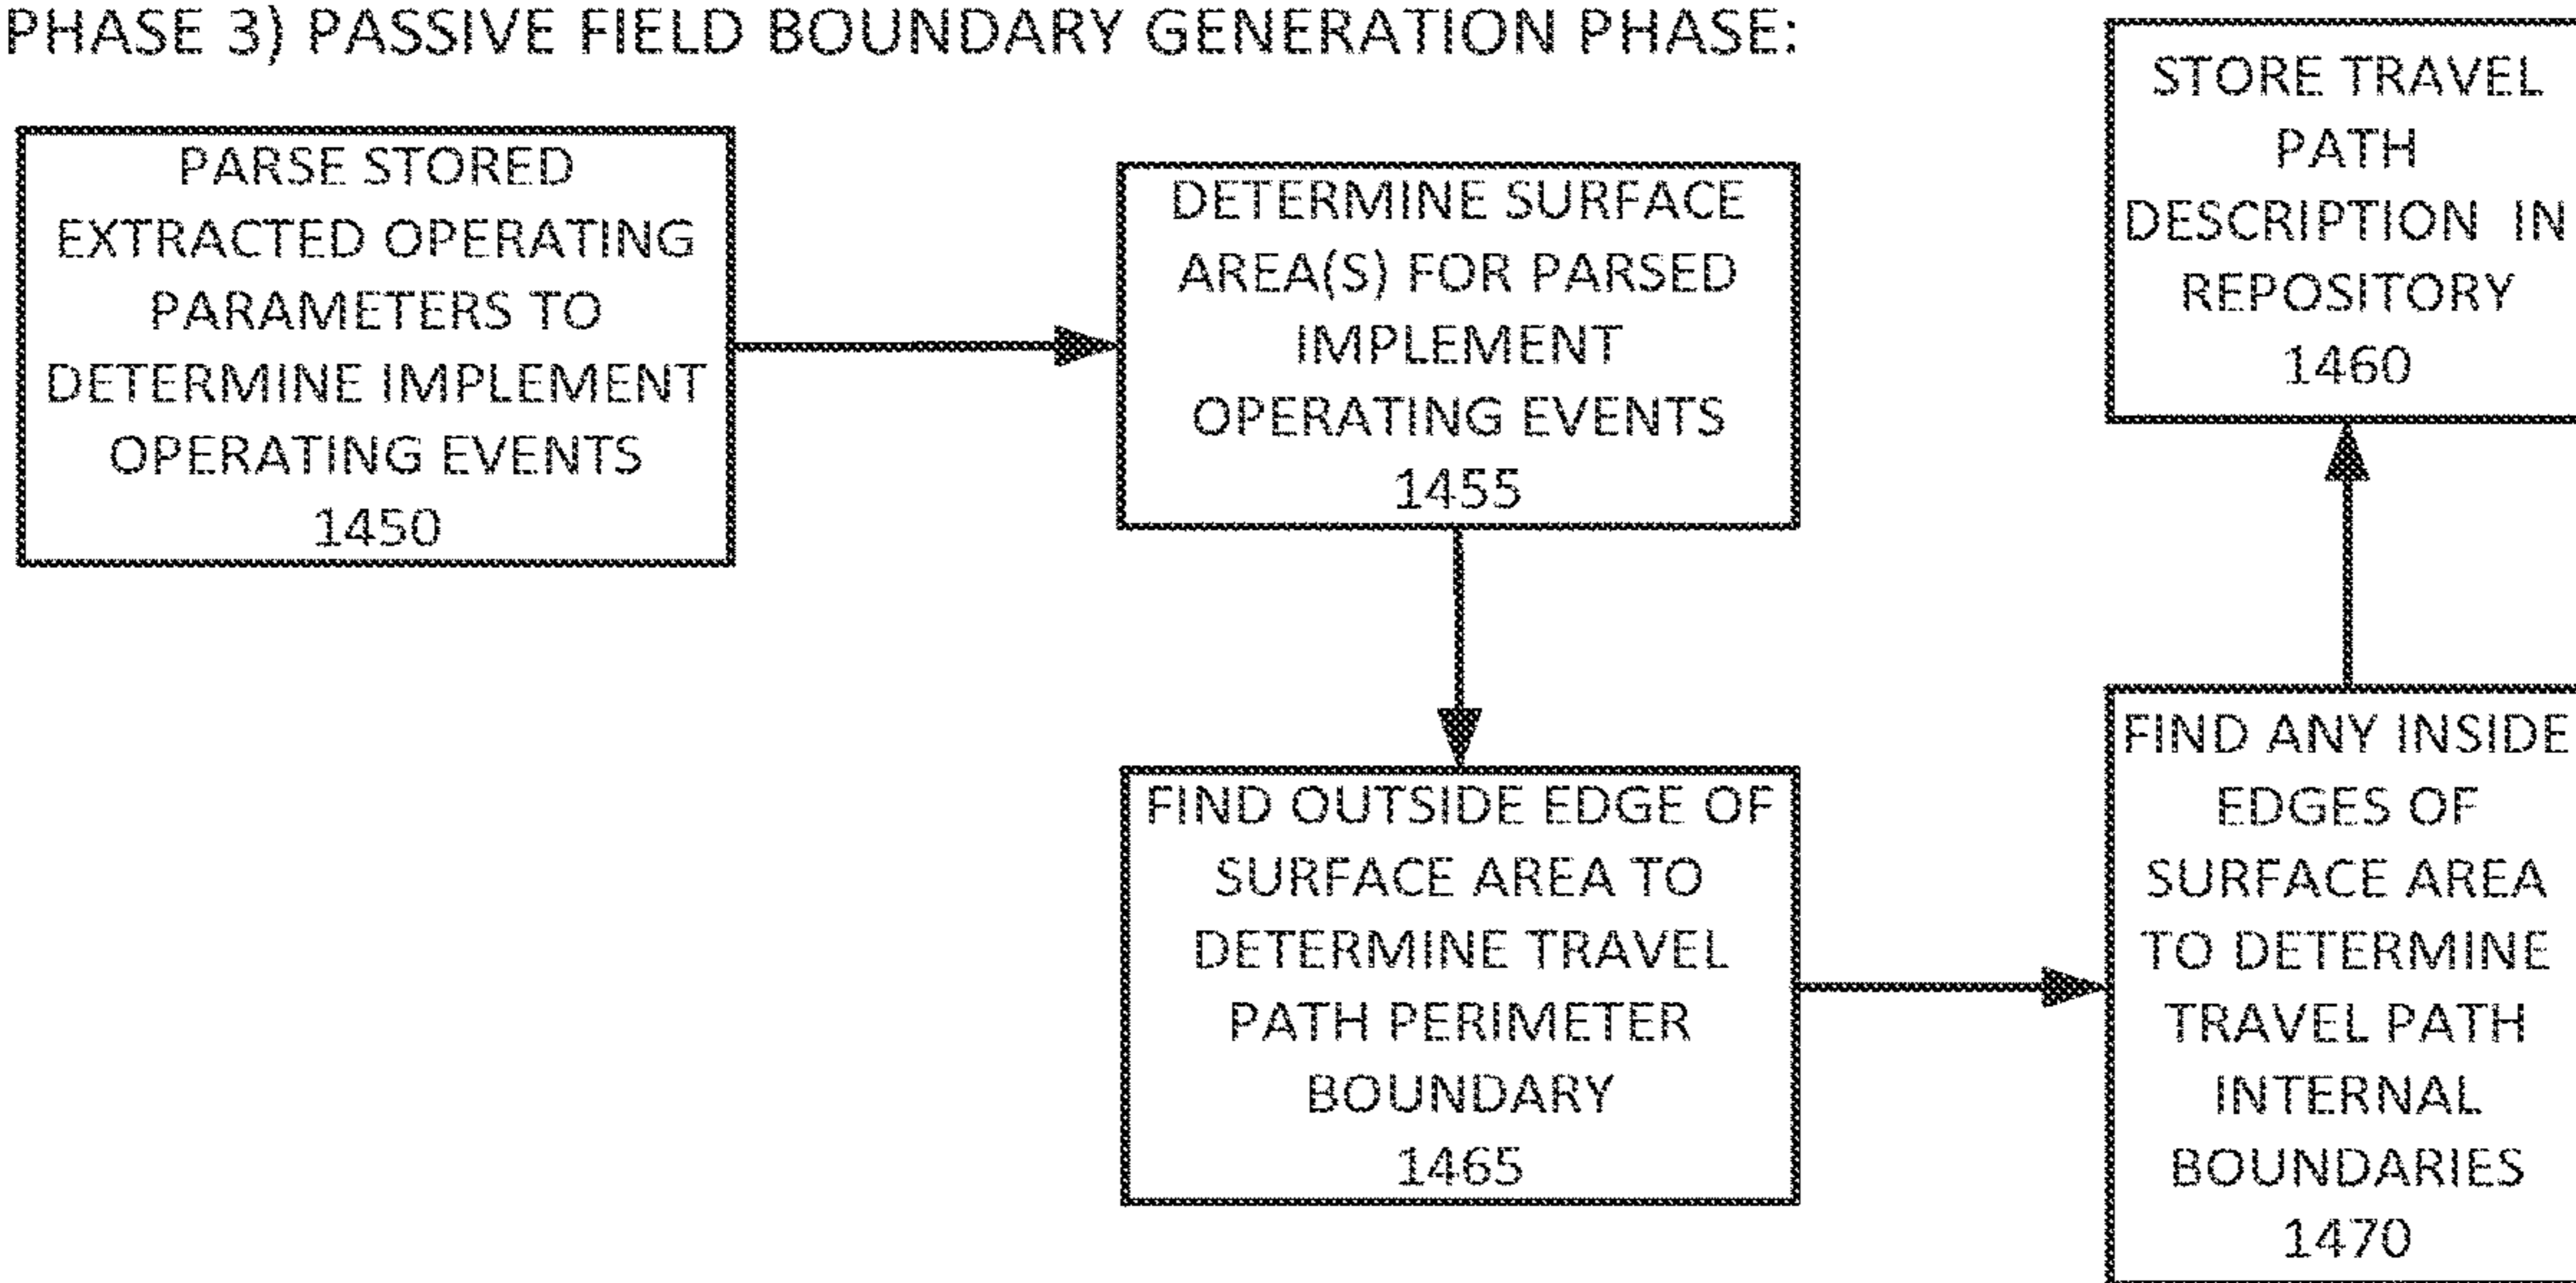 PHASE 3) PASSIVE FIELD BOUNDARY GENERATION PHASE:
PARSE STORED
EXTRACTED OPERATING
PARAMETERS TO
DETERMINE IMPLEMENT
OPERATING EVENTS
1450
DETERMINE SURFACE
AREA(S) FOR PARSED
IMPLEMENT
OPERATING EVENTS
1455
FIND OUTSIDE EDGE OF
SURFACE AREA TO
DETERMINE TRAVEL
PATH PERIMETER
BOUNDARY
1465
FIND ANY INSIDE
EDGES OF
SURFACE AREA
TO DETERMINE
TRAVEL PATH
INTERNAL
BOUNDARIES
1470
STORE TRAVEL
PATH
DESCRIPTION IN
REPOSITORY
1460